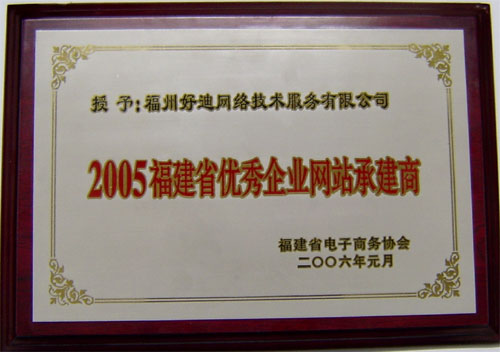 授 予:福州好迪网络技术服务有限公司
2005福建省优秀企业网站承建商
福建省电子商务协会
二〇〇六年元月